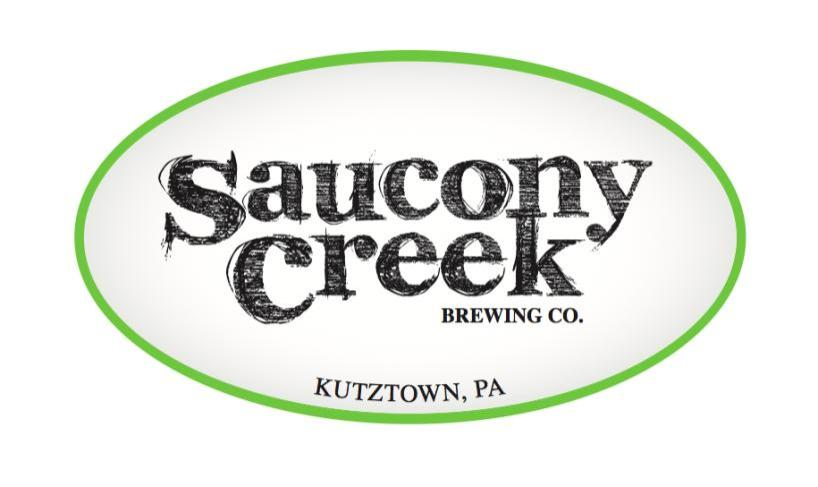 Saucony
Creek
BREWING CO.
KUTZTOWN, PA